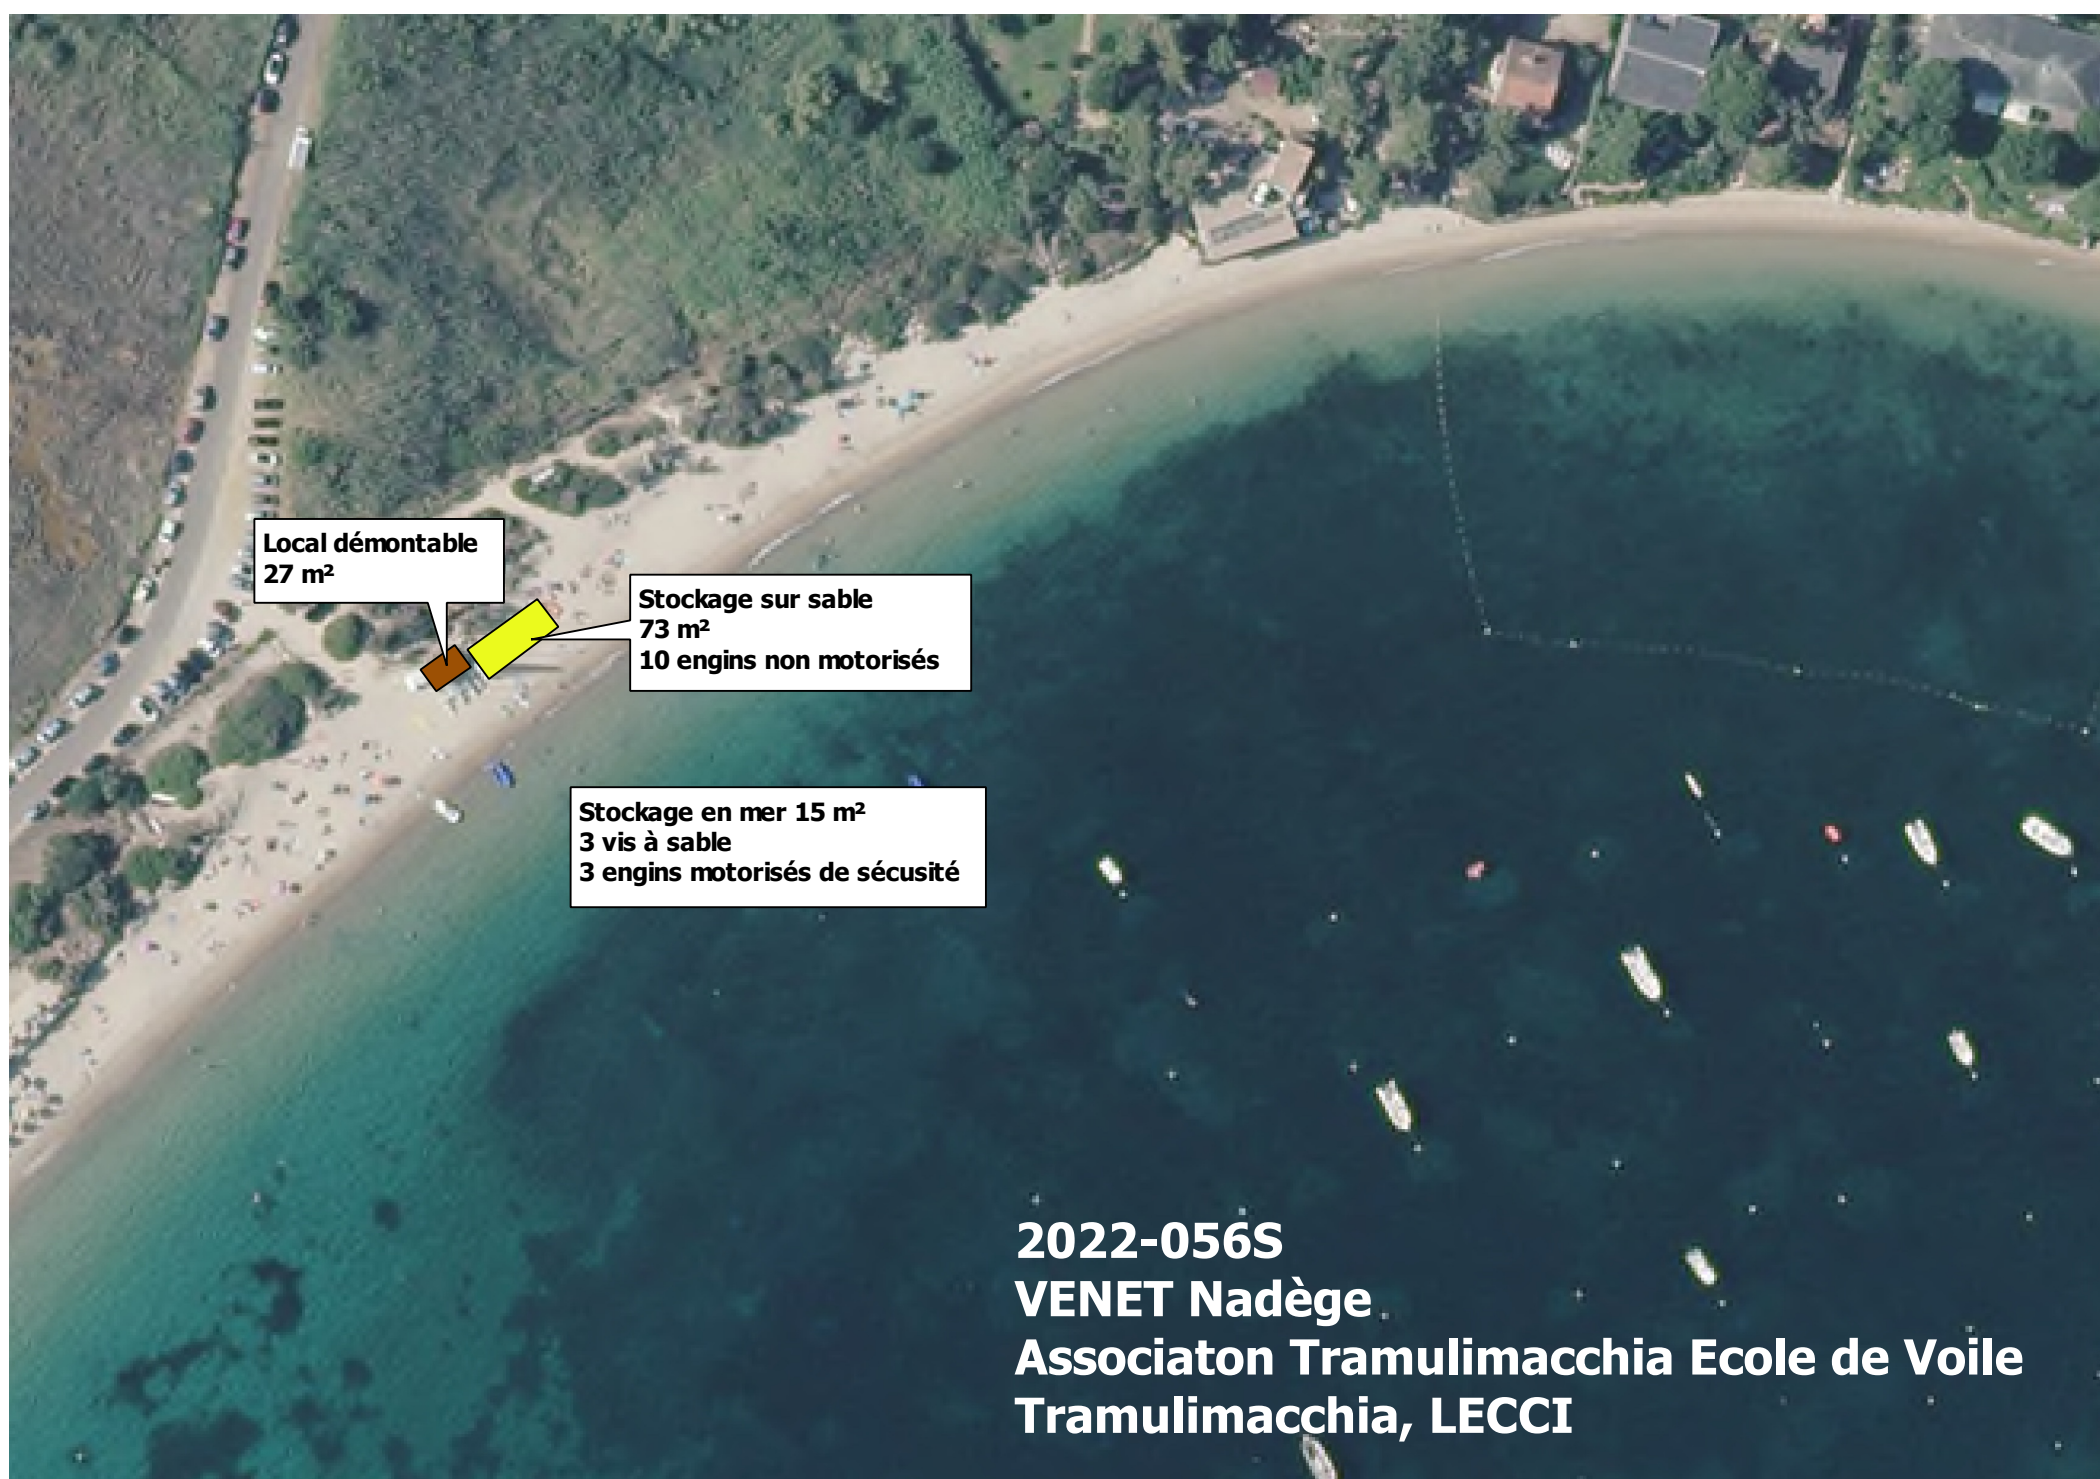 Local démontable
27 m²
Stockage sur sable
73 m²
10 engins non motorisés
Stockage en mer 15 m²
3 vis à sable
3 engins motorisés de sécusité
2022-056S
VENET Nadège
Associaton Tramulimacchia Ecole de Voile
Tramulimacchia, LECCI